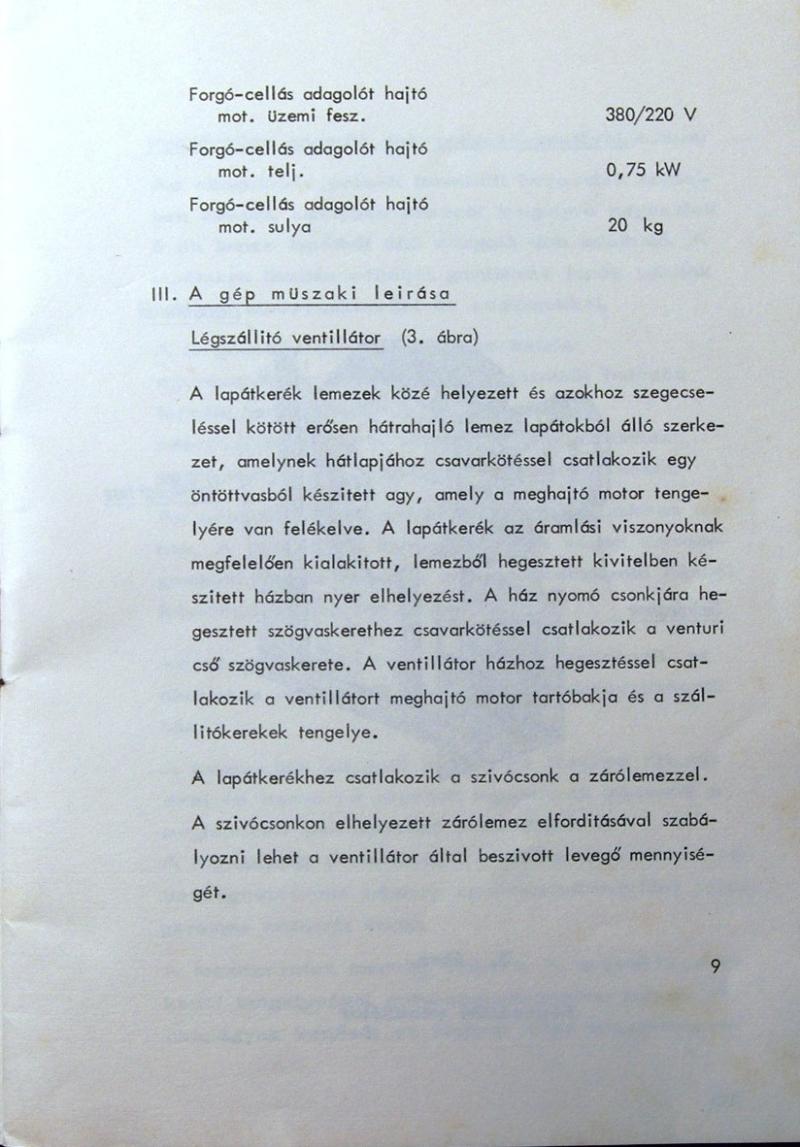 Forgó-cellás adagolót hajtó
mot. üzemi fesz. 380/220 V
Forgó-cellás adagolót hajtó
mot. telj. 0,75 kW
Forgó-cellás adagolót hajtó
mot. sulya 20 kg
III. A gép müszaki leirása
Légszállitó ventillátor (3. ábra)
A lapátkerék lemezek közé helyezett és azokhoz szegecse-
léssel kötött erősen hátrahajló lemez lapátokból álló szerke-
zet, amelynek hátlapjához csavarkötéssel csatlakozik egy
öntöttvasból készitett agy, amely a meghajtó motor tenge-
lyére van felékelve. A lapátkerék az áramlási viszonyoknak
megfelelően kialakitott, lemezből hegesztett kivitelben ké-
szitett házban nyer elhelyezést. A ház nyomó csonkjára he-
gesztett szögvaskerethez csavarkötéssel csatlakozik a venturi
cső szögvaskerete. A ventillátor házhoz hegesztéssel csat-
lakozik a ventillátort meghajtó motor tartóbakja és a szál-
litókerekek tengelye.
A lapátkerékhez csatlakozik a szivócsonk a zárólemezzel.
A szivócsonkon elhelyezett zárólemez elforditásával szabá-
lyozni lehet a ventillátor által beszivott levegő mennyisé-
gét.
9